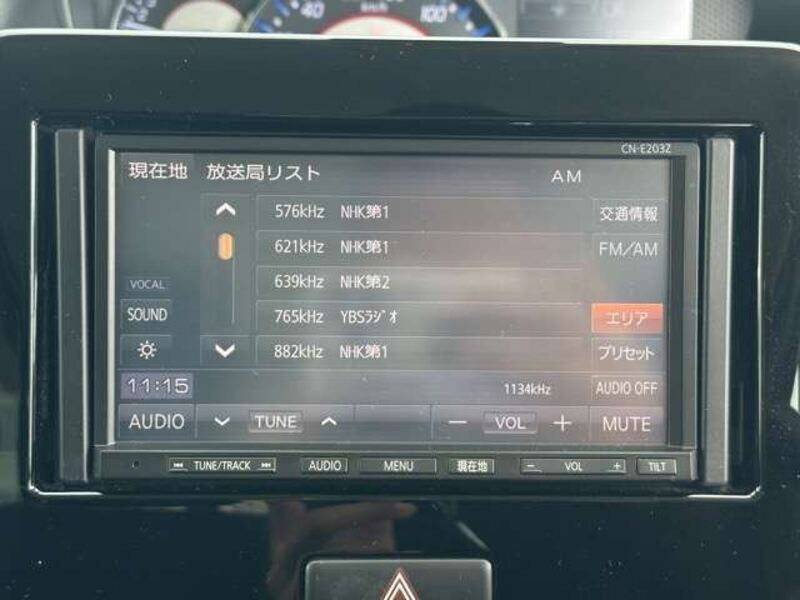 40 km/h 100
CN-E203Z
現在地 放送局リスト AM
576kHz NHK第1 交通情報
621kHz NHK第1 FM/AM
VOCAL 639kHz NHK第2
SOUND 765kHz YBSラジオ エリア
882kHz NHK第1 プリセット
11:15 1134kHz AUDIO OFF
AUDIO TUNE － VOL ＋ MUTE
TUNE/TRACK AUDIO MENU 現在地 － VOL ＋ TILT